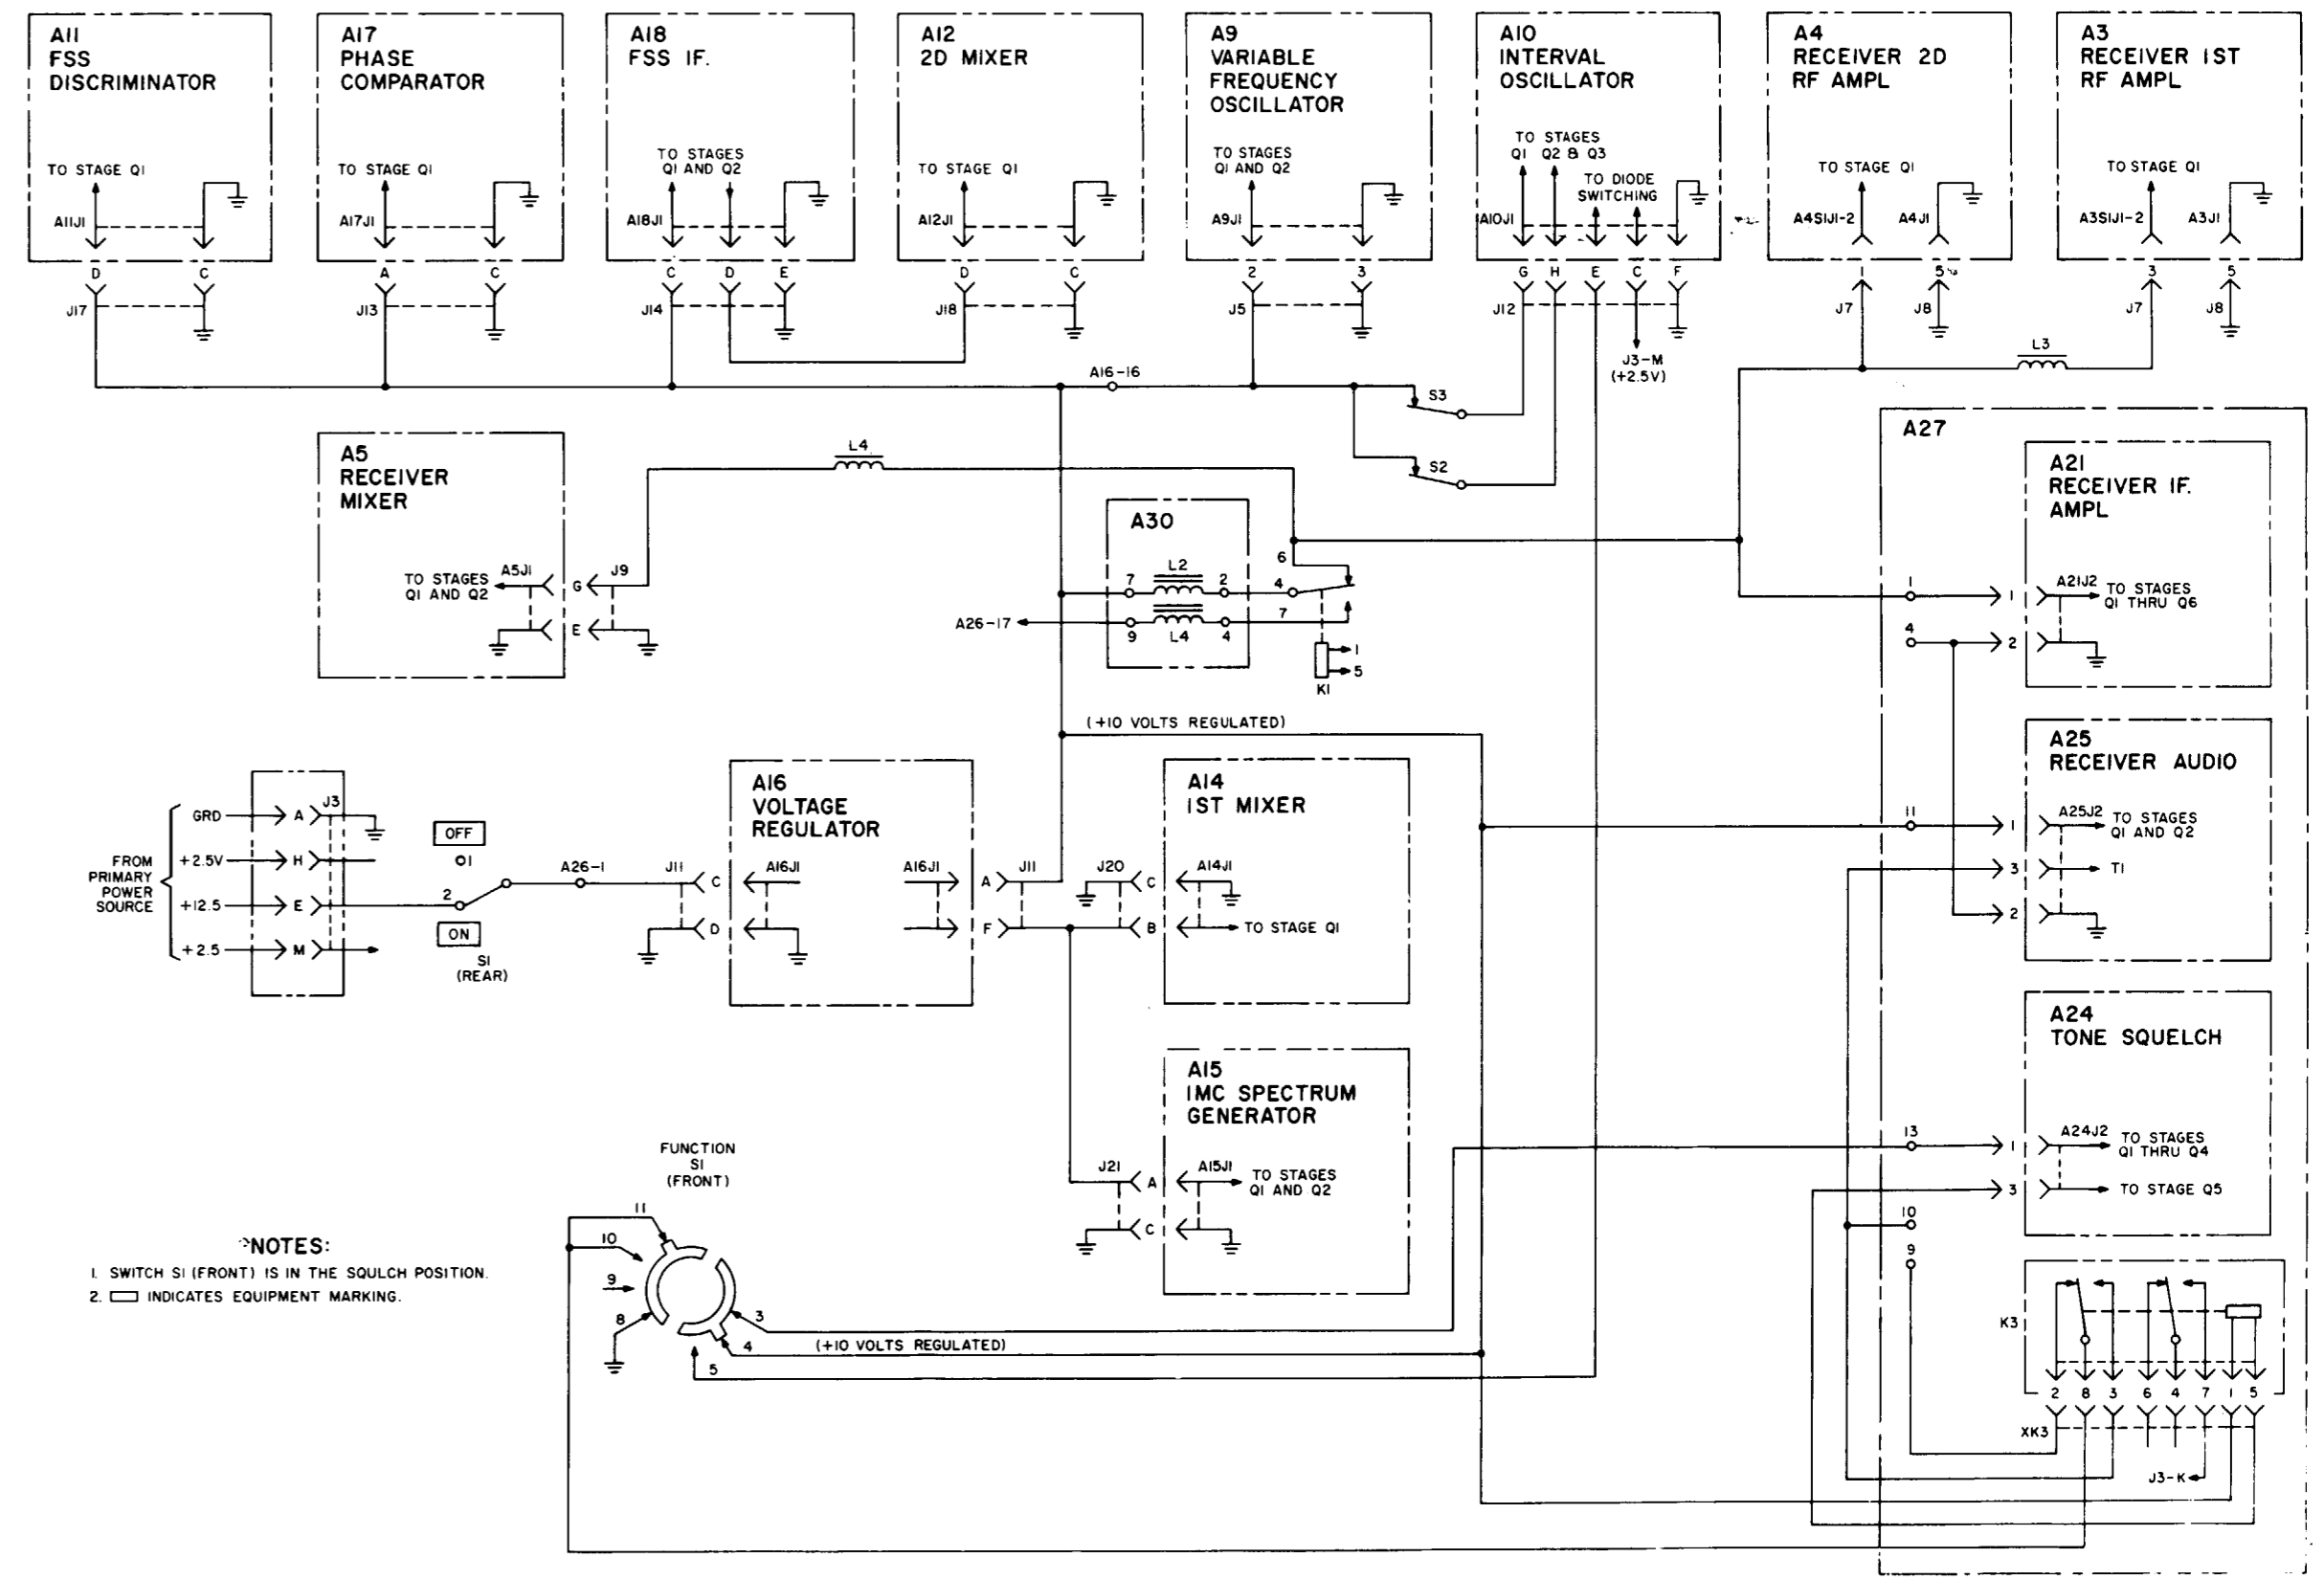 A11
FSS
DISCRIMINATOR
TO STAGE Q1
A11J1
D C
J17
A17
PHASE
COMPARATOR
TO STAGE Q1
A17J1
A C
J13
A18
FSS IF.
TO STAGES
Q1 AND Q2
A18J1
C D E
J14
A12
2D MIXER
TO STAGE Q1
A12J1
D C
J18
A9
VARIABLE
FREQUENCY
OSCILLATOR
TO STAGES
Q1 AND Q2
A9J1
2 3
J5
A10
INTERVAL
OSCILLATOR
TO STAGES
Q1 Q2 & Q3
TO DIODE
SWITCHING
A10J1
G H E C F
J12
J3-M
(+2.5V)
A4
RECEIVER 2D
RF AMPL
TO STAGE Q1
A4S1J1-2 A4J1
1 5
J7 J8
A3
RECEIVER 1ST
RF AMPL
TO STAGE Q1
A3S1J1-2 A3J1
3 5
J7 J8
L3
A16-16
S3
S2
A5
RECEIVER
MIXER
TO STAGES
Q1 AND Q2
A5J1
G J9
E
L4
A30
7 L2 2
9 L4 4
A26-17
6
4
7
1
5
K1
(+10 VOLTS REGULATED)
A27
A21
RECEIVER IF.
AMPL
1 1 A21J2 TO STAGES
Q1 THRU Q6
4 2
A25
RECEIVER AUDIO
11 1 A25J2 TO STAGES
Q1 AND Q2
3 T1
2
A24
TONE SQUELCH
13 1 A24J2 TO STAGES
Q1 THRU Q4
3 TO STAGE Q5
10
9
K3
2 8 3 6 4 7 1 5
XK3
J3-K
FROM
PRIMARY
POWER
SOURCE
GRD A J3
+2.5V H
+12.5 E
+2.5 M
OFF
1
2
ON
S1
(REAR)
A26-1
J11 C A16J1
D
A16
VOLTAGE
REGULATOR
A16J1 A J11
F
A14
1ST MIXER
J20 C A14J1
B TO STAGE Q1
A15
1MC SPECTRUM
GENERATOR
J21 A A15J1 TO STAGES
Q1 AND Q2
C
FUNCTION
S1
(FRONT)
11
10
9
8
3
4
5
(+10 VOLTS REGULATED)
NOTES:
1. SWITCH S1 (FRONT) IS IN THE SQULCH POSITION.
2. INDICATES EQUIPMENT MARKING.